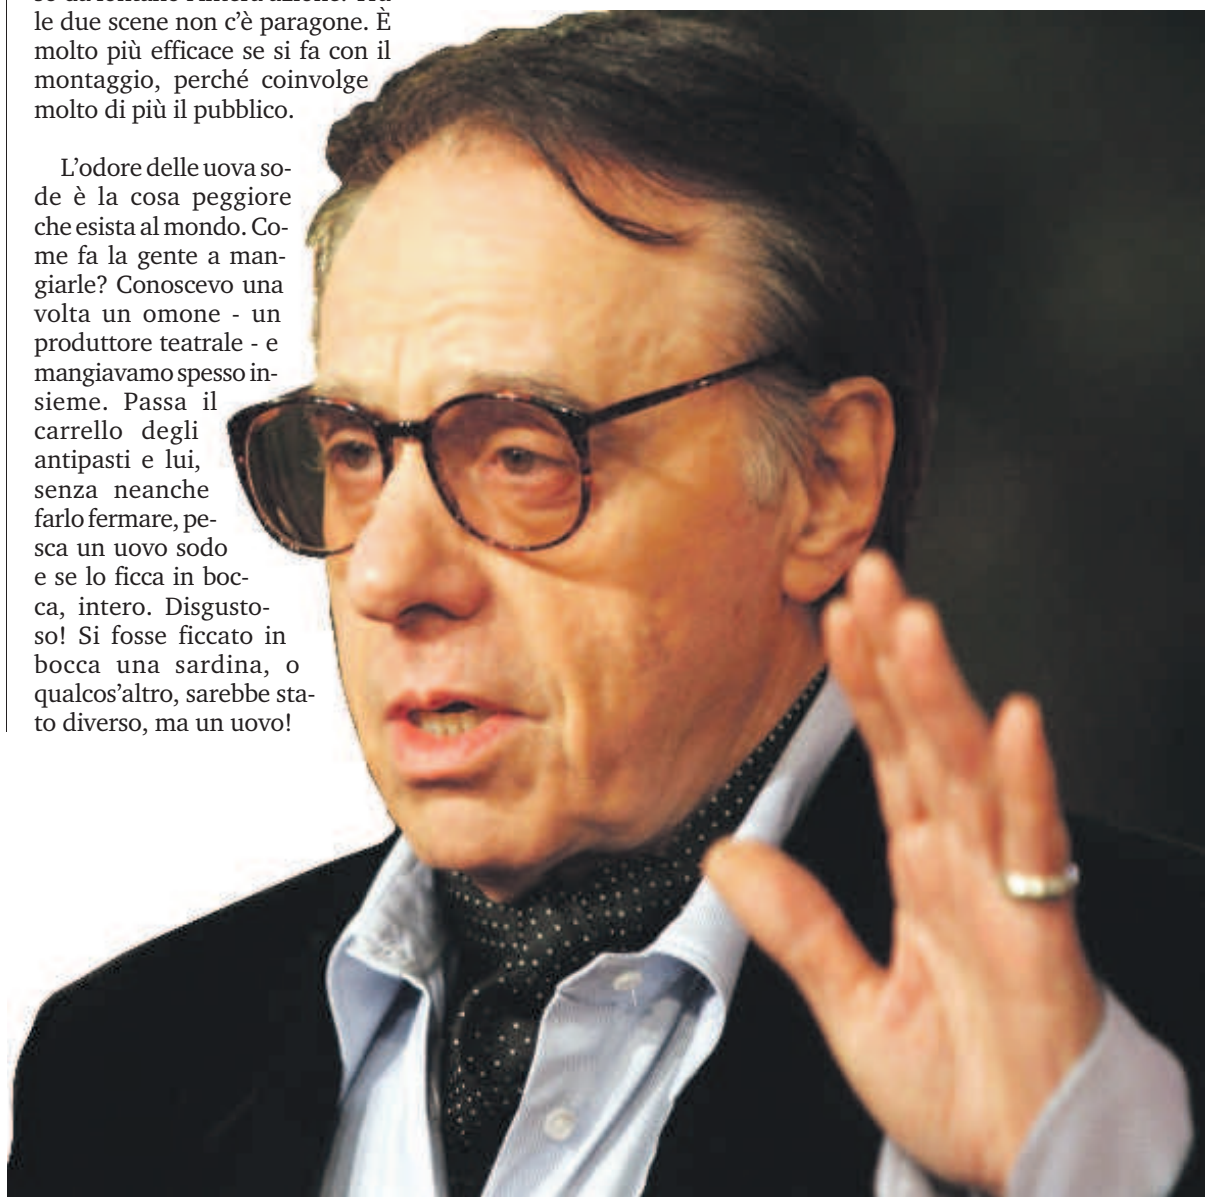 le due scene non c’è paragone. È
molto più efficace se si fa con il
montaggio, perché coinvolge
molto di più il pubblico.
L’odore delle uova so-
de è la cosa peggiore
che esista al mondo. Co-
me fa la gente a man-
giarle? Conoscevo una
volta un omone - un
produttore teatrale - e
mangiavamo spesso in-
sieme. Passa il
carrello degli
antipasti e lui,
senza neanche
farlo fermare, pe-
sca un uovo sodo
e se lo ficca in boc-
ca, intero. Disgusto-
so! Si fosse ficcato in
bocca una sardina, o
qualcos’altro, sarebbe sta-
to diverso, ma un uovo!